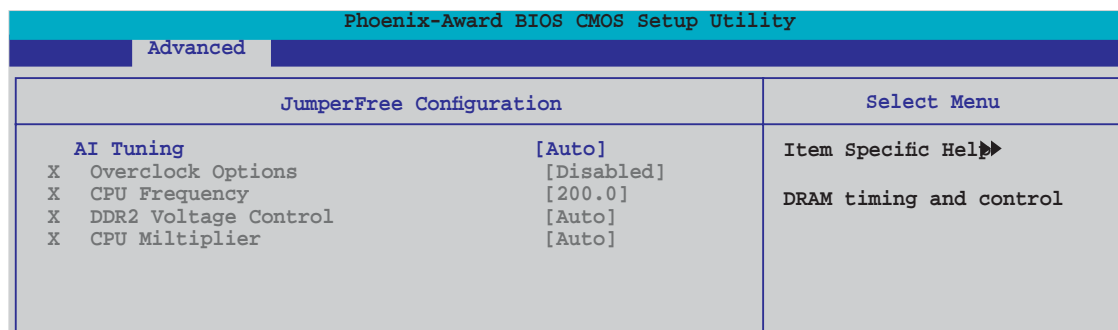 Phoenix-Award BIOS CMOS Setup Utility
Advanced
JumperFree Configuration
Select Menu
AI Tuning [Auto]
X Overclock Options [Disabled]
X CPU Frequency [200.0]
X DDR2 Voltage Control [Auto]
X CPU Miltiplier [Auto]
Item Specific Help
DRAM timing and control